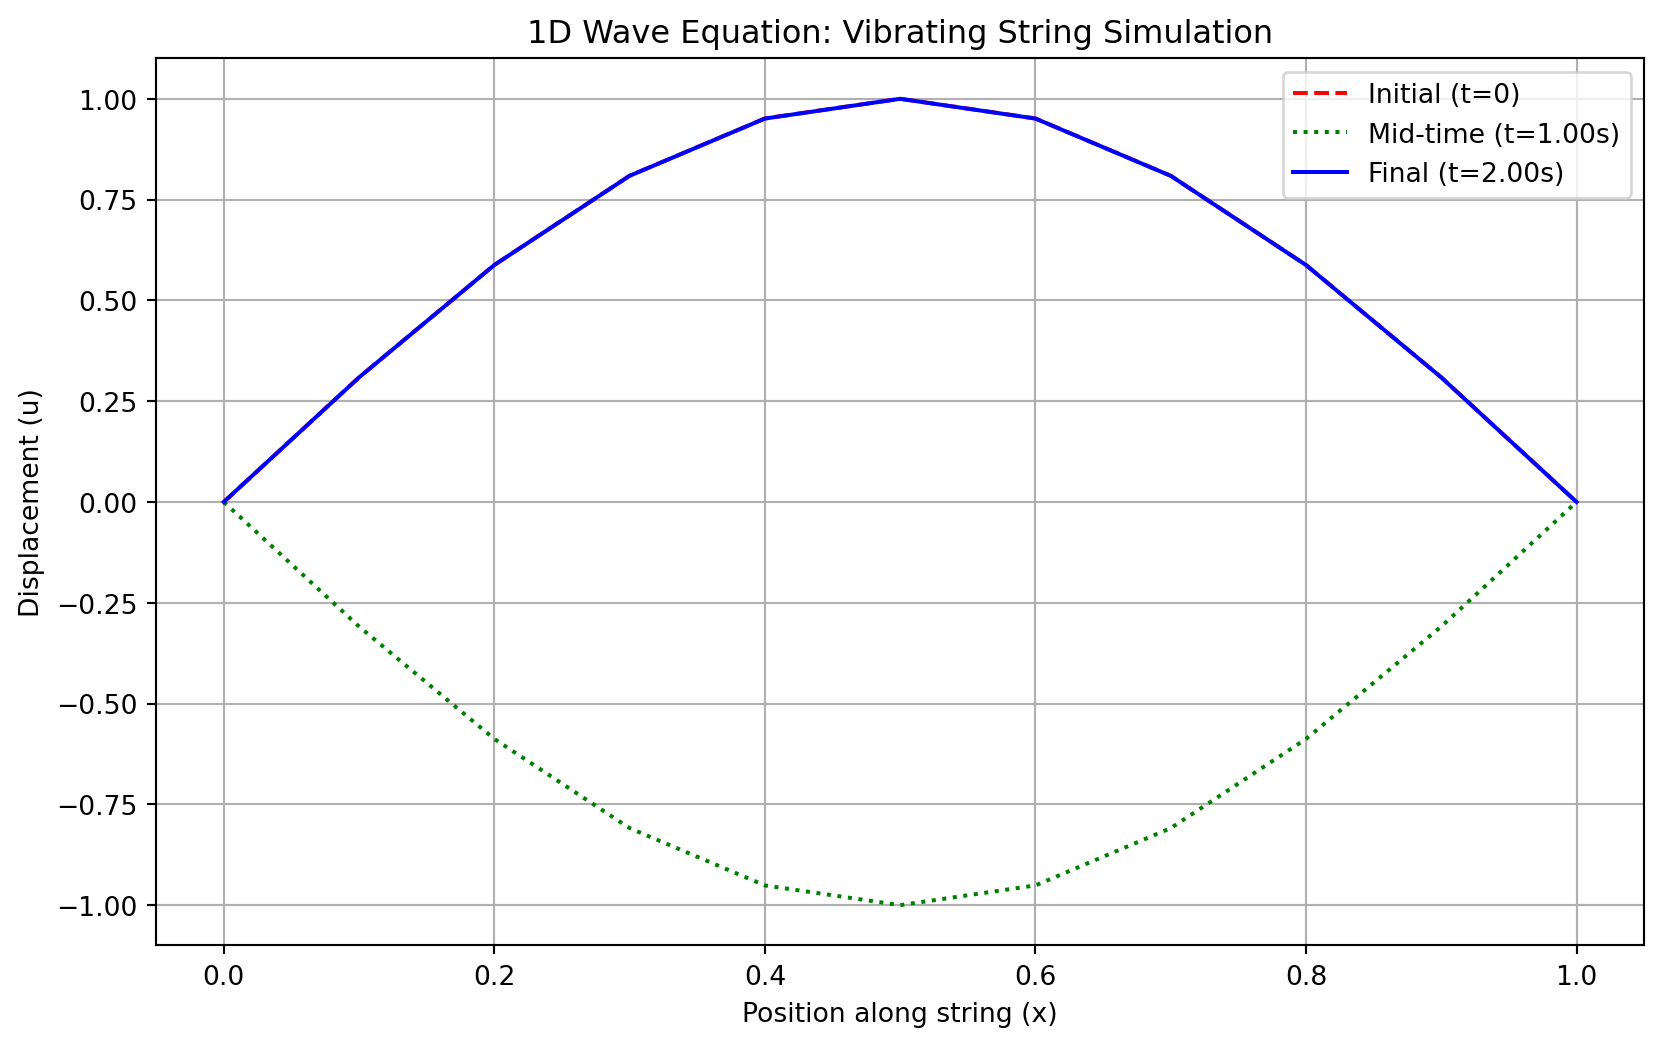 1D Wave Equation: Vibrating String Simulation
Initial (t=0)
Mid-time (t=1.00s)
Final (t=2.00s)
1.00
0.75
0.50
0.25
0.00
−0.25
−0.50
−0.75
−1.00
Displacement (u)
0.0 0.2 0.4 0.6 0.8 1.0
Position along string (x)